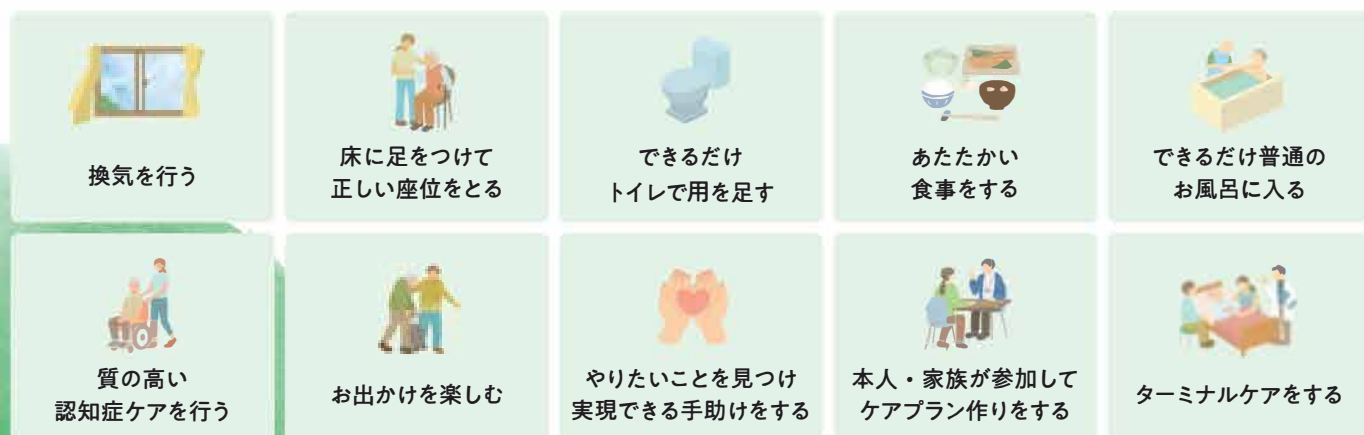 換気を行う
床に足をつけて
正しい座位をとる
できるだけ
トイレで用を足す
あたたかい
食事をする
できるだけ普通の
お風呂に入る
質の高い
認知症ケアを行う
お出かけを楽しむ
やりたいことを見つけ
実現できる手助けをする
本人・家族が参加して
ケアプラン作りをする
ターミナルケアをする